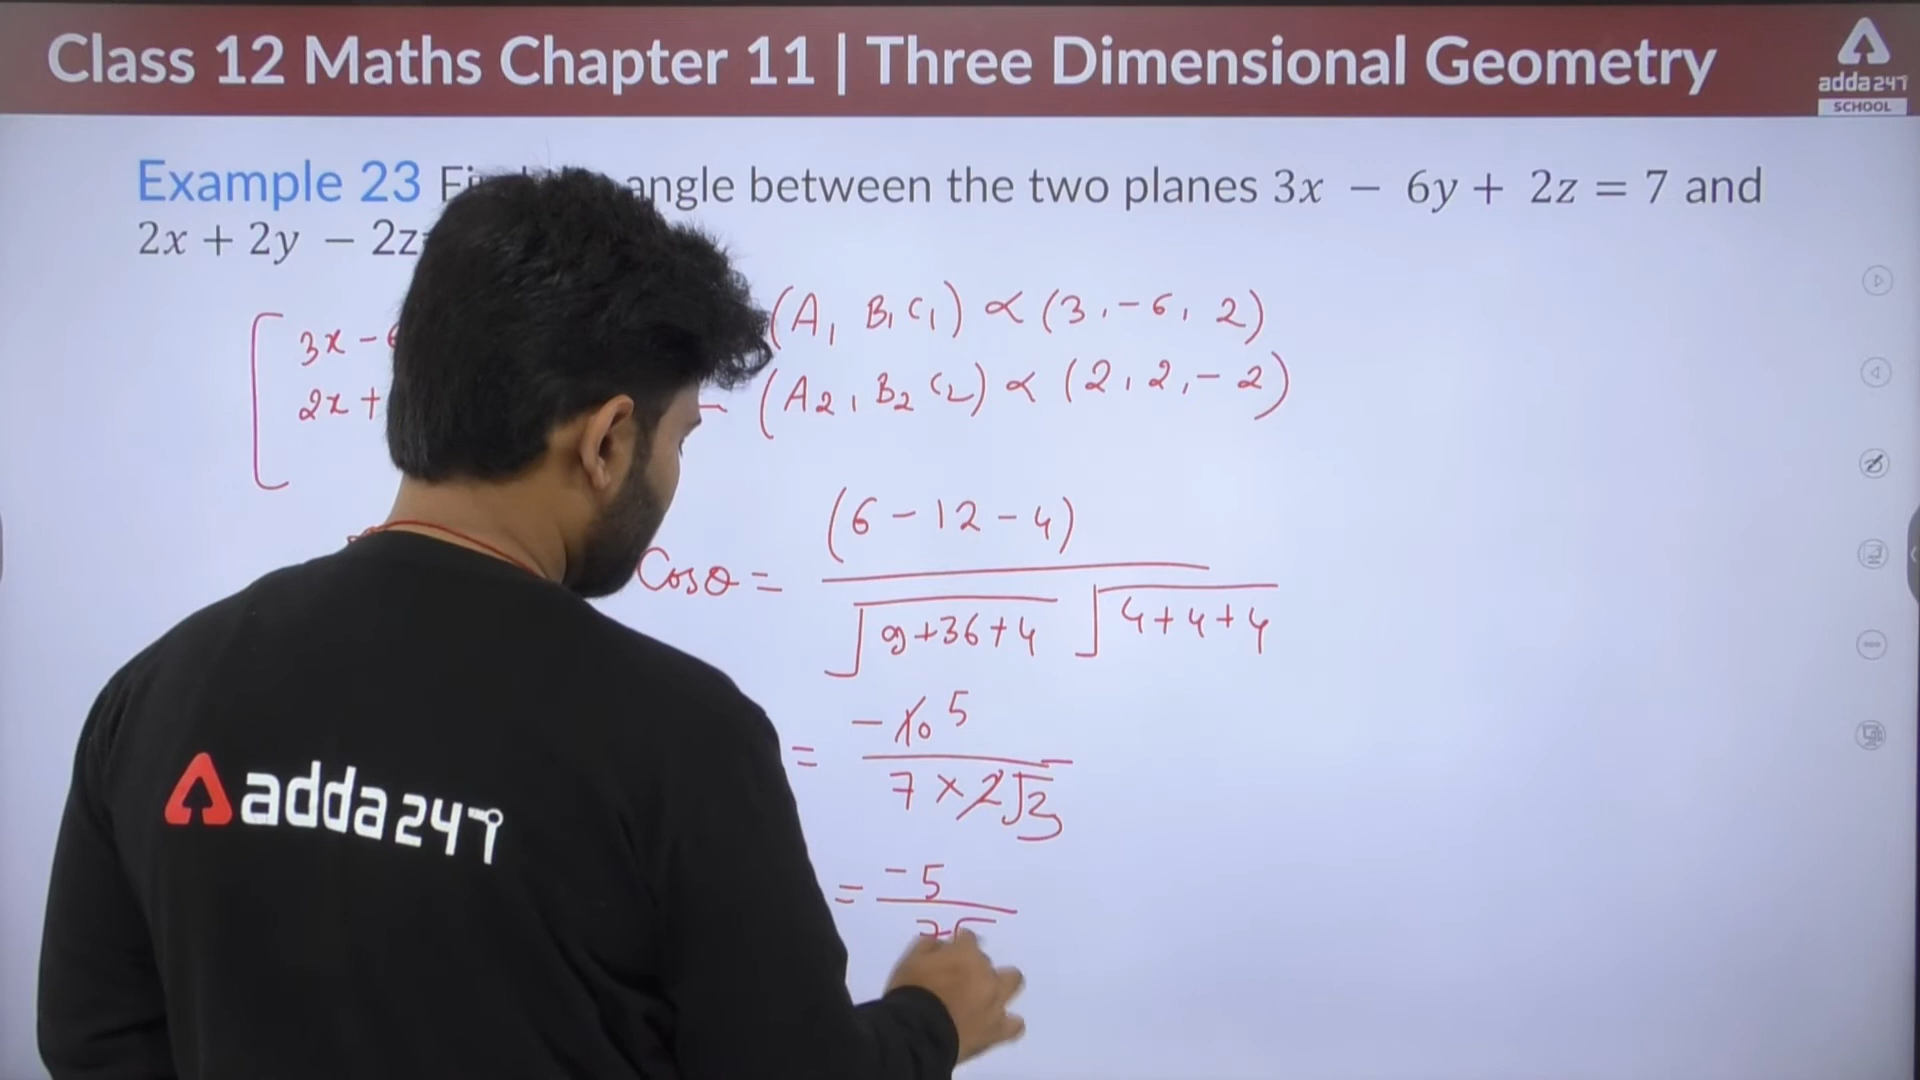 Class 12 Maths Chapter 11 | Three Dimensional Geometry
adda247
SCHOOL
Example 23 angle between the two planes 3x − 6y + 2z = 7 and
2x + 2y − 2z
3x -
(A₁ B₁ C₁) ∝ (3, -6, 2)
2x +
(A₂, B₂ C₂) ∝ (2, 2, -2)
(6 - 12 - 4)
Cosθ =
√9+36+4 √4+4+4
- 10 5
=
7 × 2√3
= - 5
7√
adda247